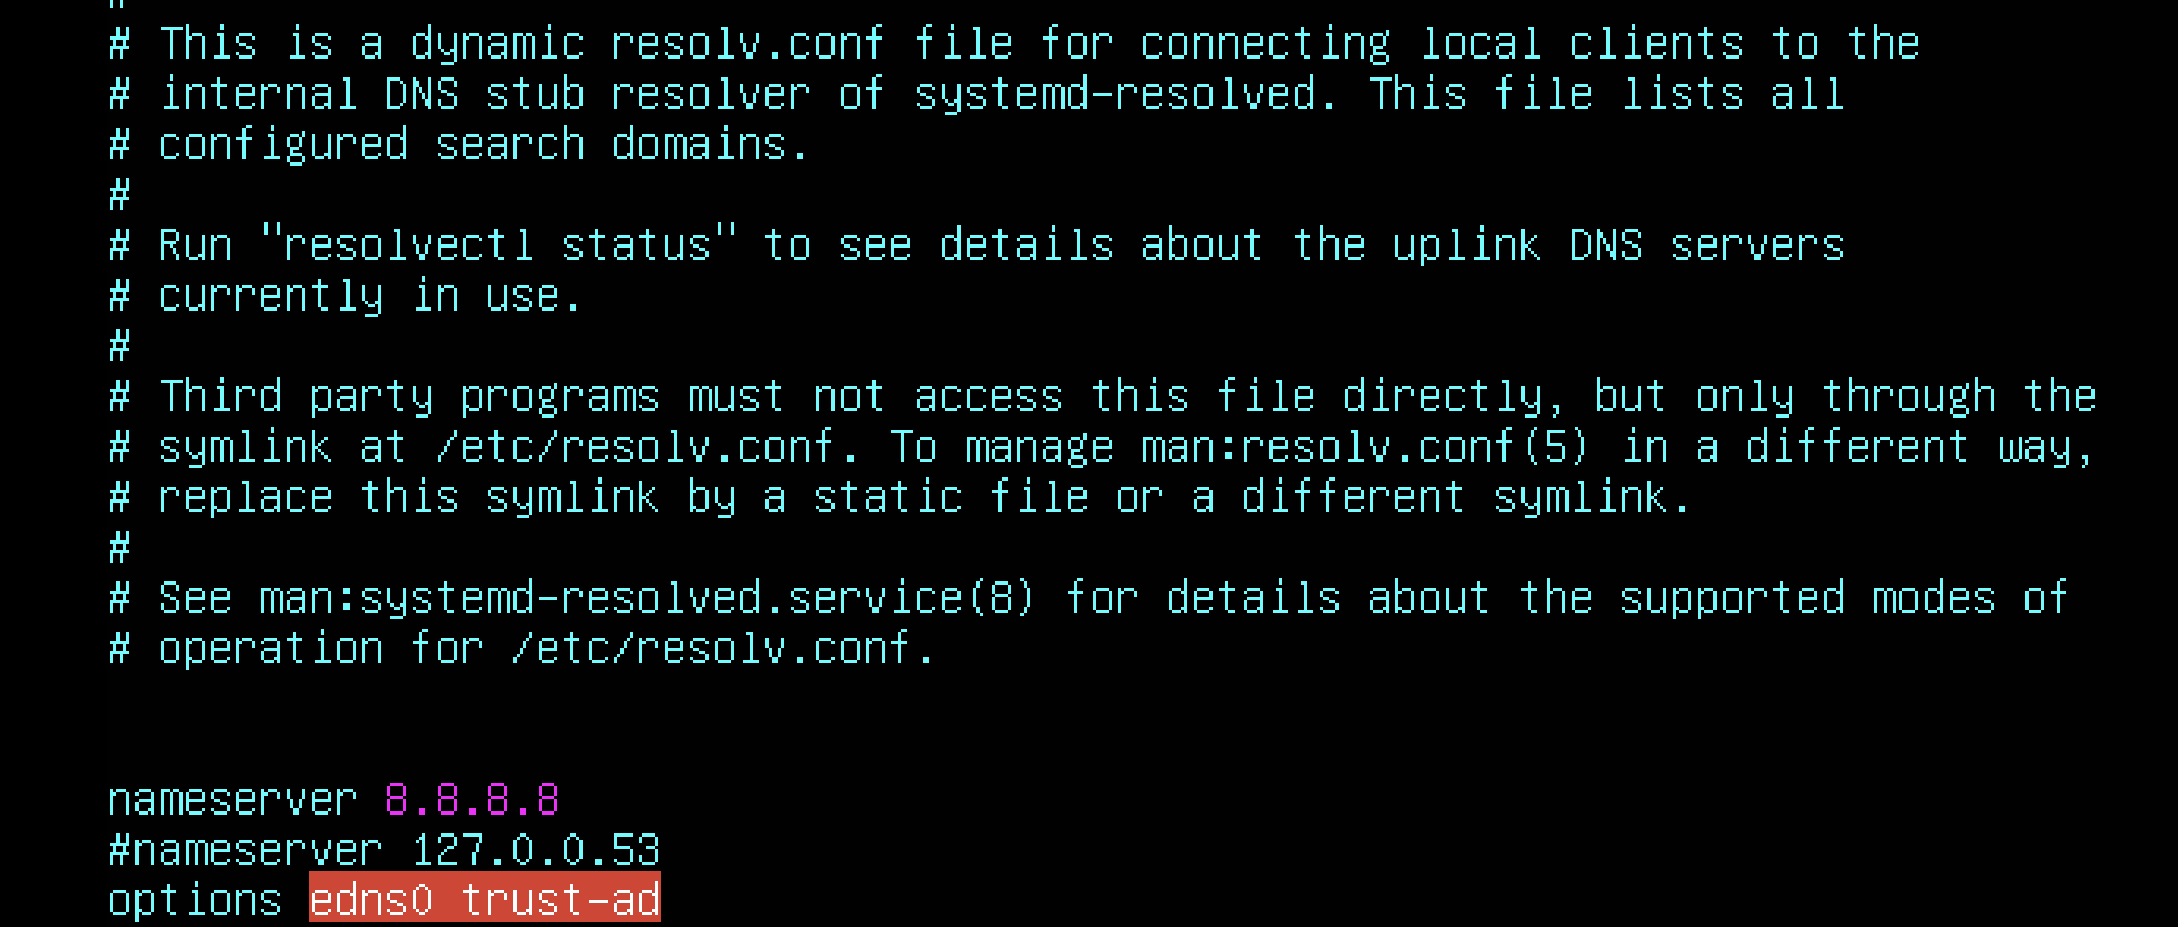 #
# This is a dynamic resolv.conf file for connecting local clients to the
# internal DNS stub resolver of systemd-resolved. This file lists all
# configured search domains.
#
# Run "resolvectl status" to see details about the uplink DNS servers
# currently in use.
#
# Third party programs must not access this file directly, but only through the
# symlink at /etc/resolv.conf. To manage man:resolv.conf(5) in a different way,
# replace this symlink by a static file or a different symlink.
#
# See man:systemd-resolved.service(8) for details about the supported modes of
# operation for /etc/resolv.conf.
nameserver 8.8.8.8
#nameserver 127.0.0.53
options edns0 trust-ad